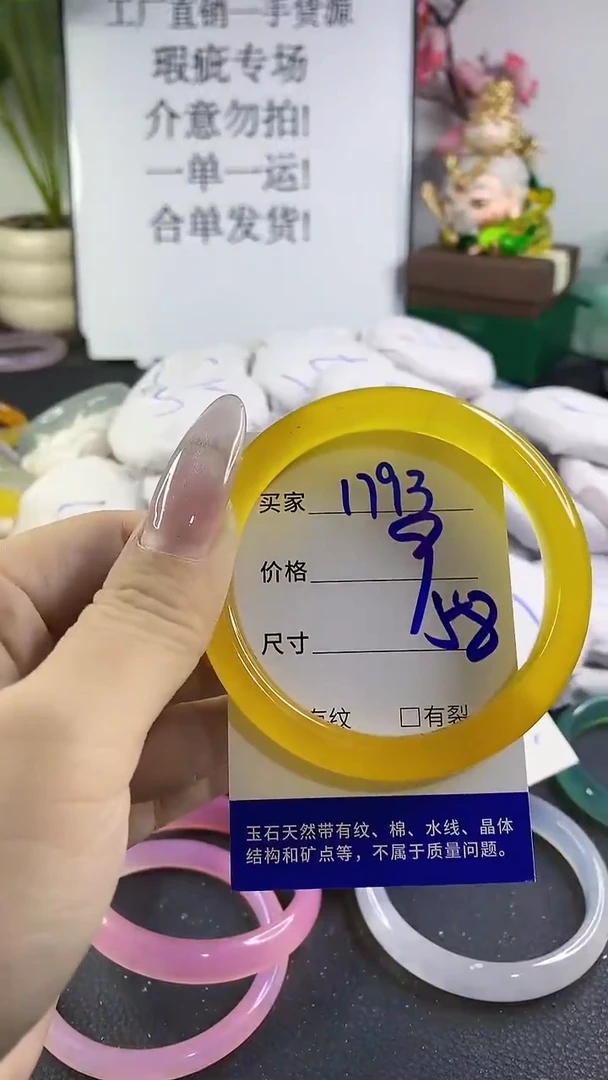 工厂直销一手货源
瑕疵专场
介意勿拍!
一单一运!
合单发货!
买家 1793
价格
尺寸 58
有纹 □有裂
玉石天然带有纹、棉、水线、晶体
结构和矿点等，不属于质量问题。